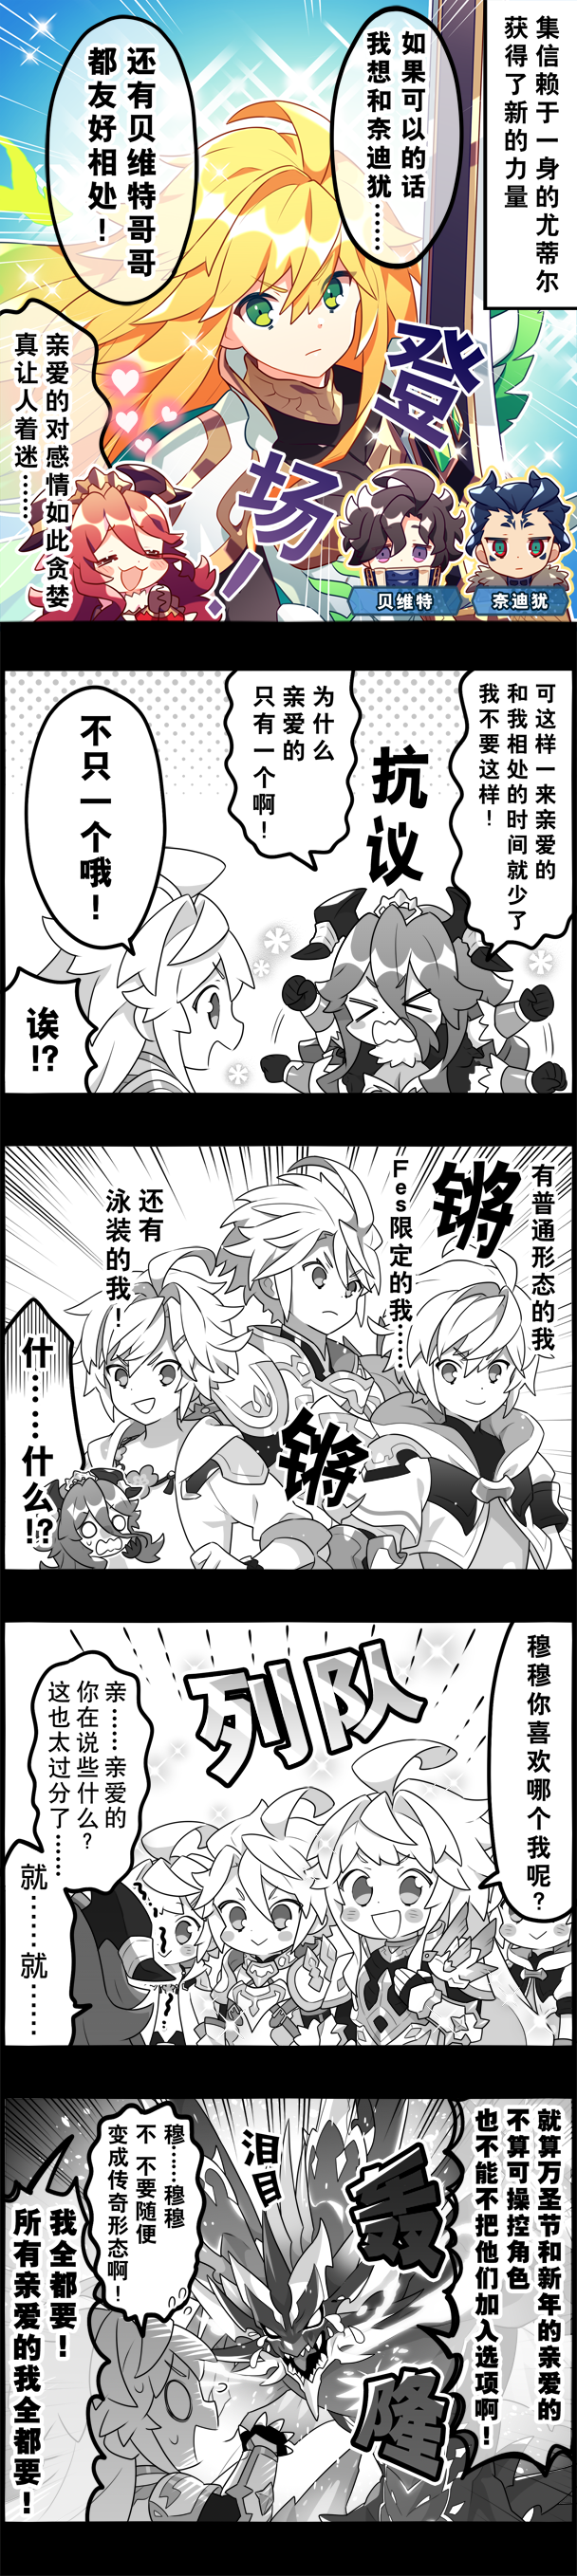 集信赖于一身的尤蒂尔
获得了新的力量
如果可以的话
我想和奈迪犹……
还有贝维特哥哥
都友好相处！
登场！
亲爱的对感情如此贪婪
真让人着迷……
贝维特
奈迪犹
可这样一来亲爱的
和我相处的时间就少了
我不要这样！
抗议
为什么
亲爱的
只有一个啊！
不只一个哦！
诶!?
有普通形态的我
锵
Fes限定的我……
还有
泳装的我！
锵
什……什么!?
穆穆你喜欢哪个我呢？
列队
亲……亲爱的
你在说些什么？
这也太过分了……
就……就……
就算万圣节和新年的亲爱的
不算可操控角色
也不能不把他们加入选项啊！
轰隆
泪目
穆……穆穆
不 不要随便
变成传奇形态啊！
我全都要！
所有亲爱的我全都要！